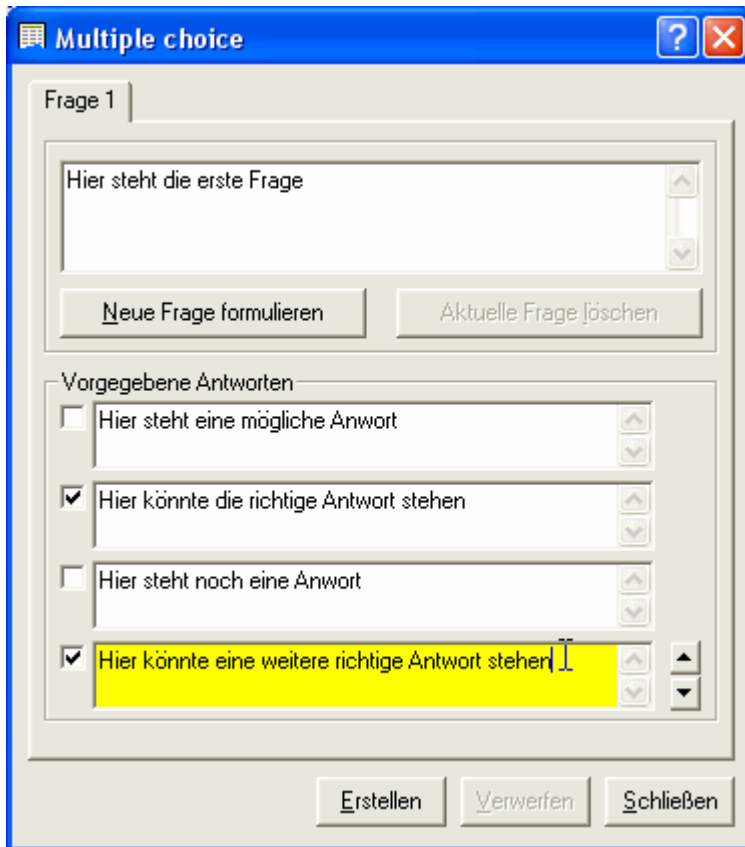 Multiple choice
?
Frage 1
Hier steht die erste Frage
Neue Frage formulieren
Aktuelle Frage löschen
Vorgegebene Antworten
Hier steht eine mögliche Anwort
Hier könnte die richtige Antwort stehen
Hier steht noch eine Anwort
Hier könnte eine weitere richtige Antwort stehen
Erstellen
Verwerfen
Schließen